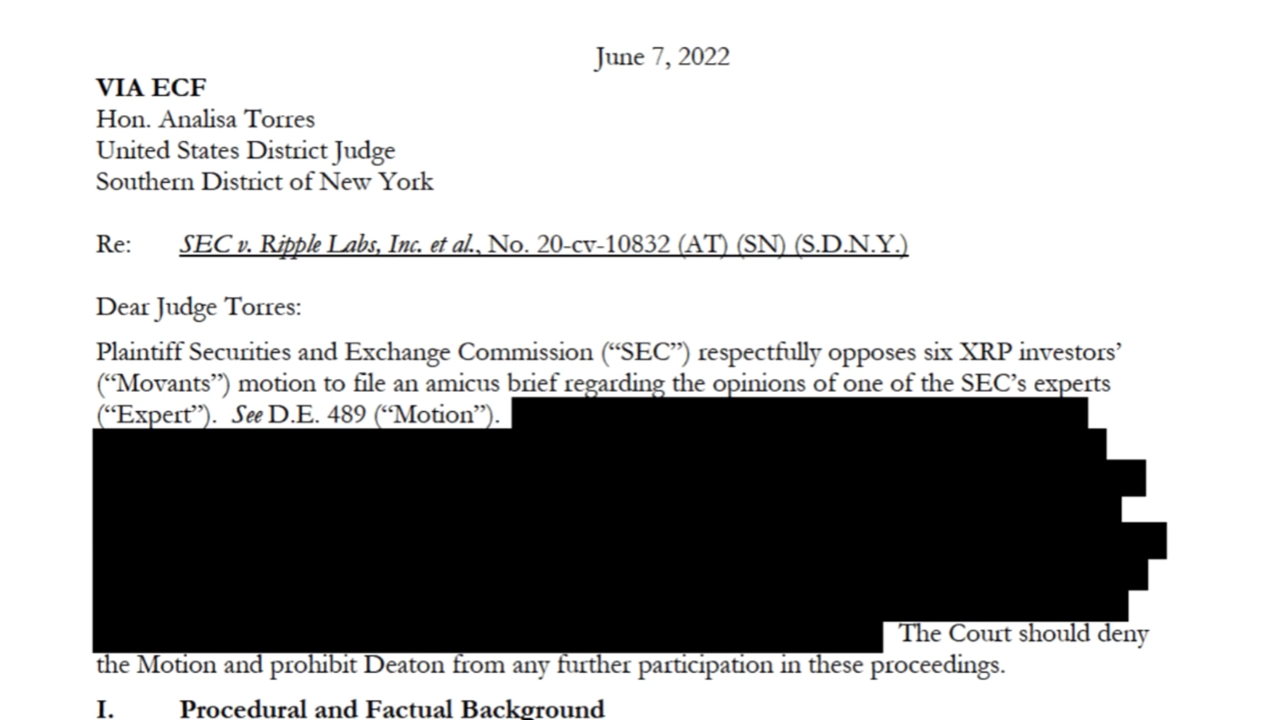 June 7, 2022
VIA ECF
Hon. Analisa Torres
United States District Judge
Southern District of New York
Re: SEC v. Ripple Labs, Inc. et al., No. 20-cv-10832 (AT) (SN) (S.D.N.Y.)
Dear Judge Torres:
Plaintiff Securities and Exchange Commission (“SEC”) respectfully opposes six XRP investors’
(“Movants”) motion to file an amicus brief regarding the opinions of one of the SEC’s experts
(“Expert”). See D.E. 489 (“Motion”).
The Court should deny
the Motion and prohibit Deaton from any further participation in these proceedings.
I. Procedural and Factual Background